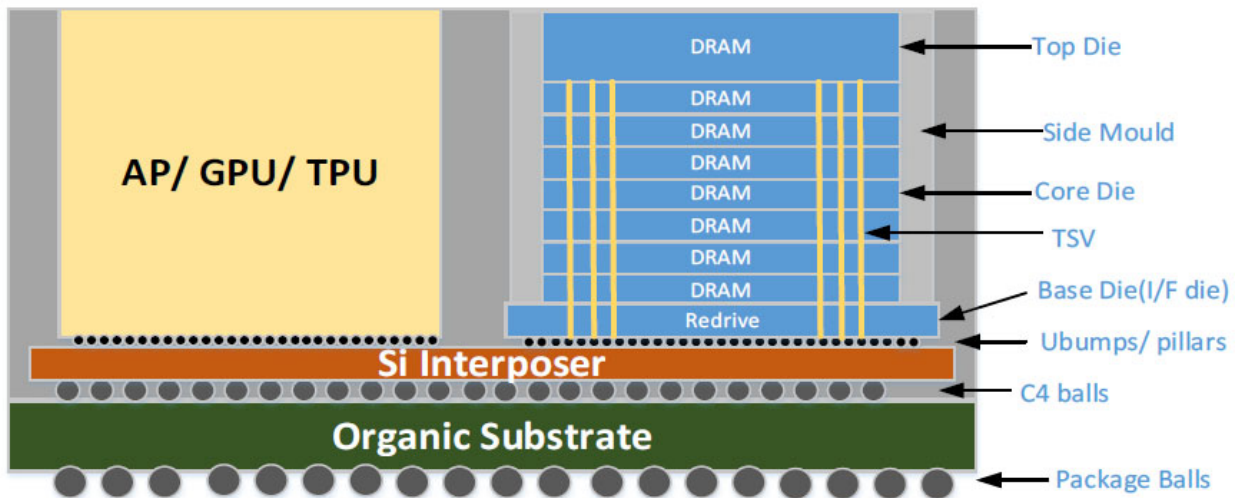 DRAM
Top Die
DRAM
DRAM
Side Mould
AP/ GPU/ TPU
DRAM
DRAM
Core Die
DRAM
TSV
DRAM
DRAM
Base Die(I/F die)
Redrive
Ubumps/ pillars
Si Interposer
C4 balls
Organic Substrate
Package Balls